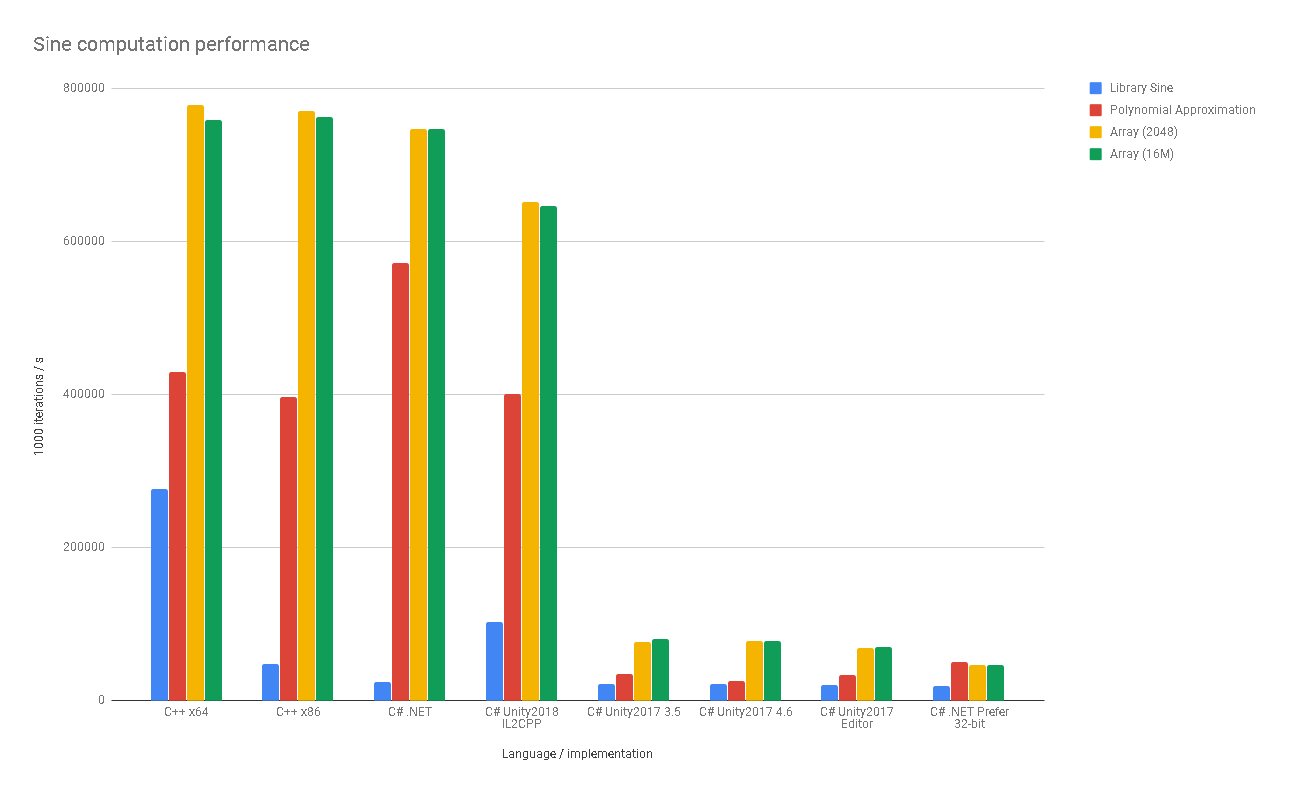 Sine computation performance
800000
600000
400000
200000
0
1000 iterations / s
Library Sine
Polynomial Approximation
Array (2048)
Array (16M)
C++ x64
C++ x86
C# .NET
C# Unity2018
IL2CPP
C# Unity2017 3.5
C# Unity2017 4.6
C# Unity2017
Editor
C# .NET Prefer
32-bit
Language / implementation